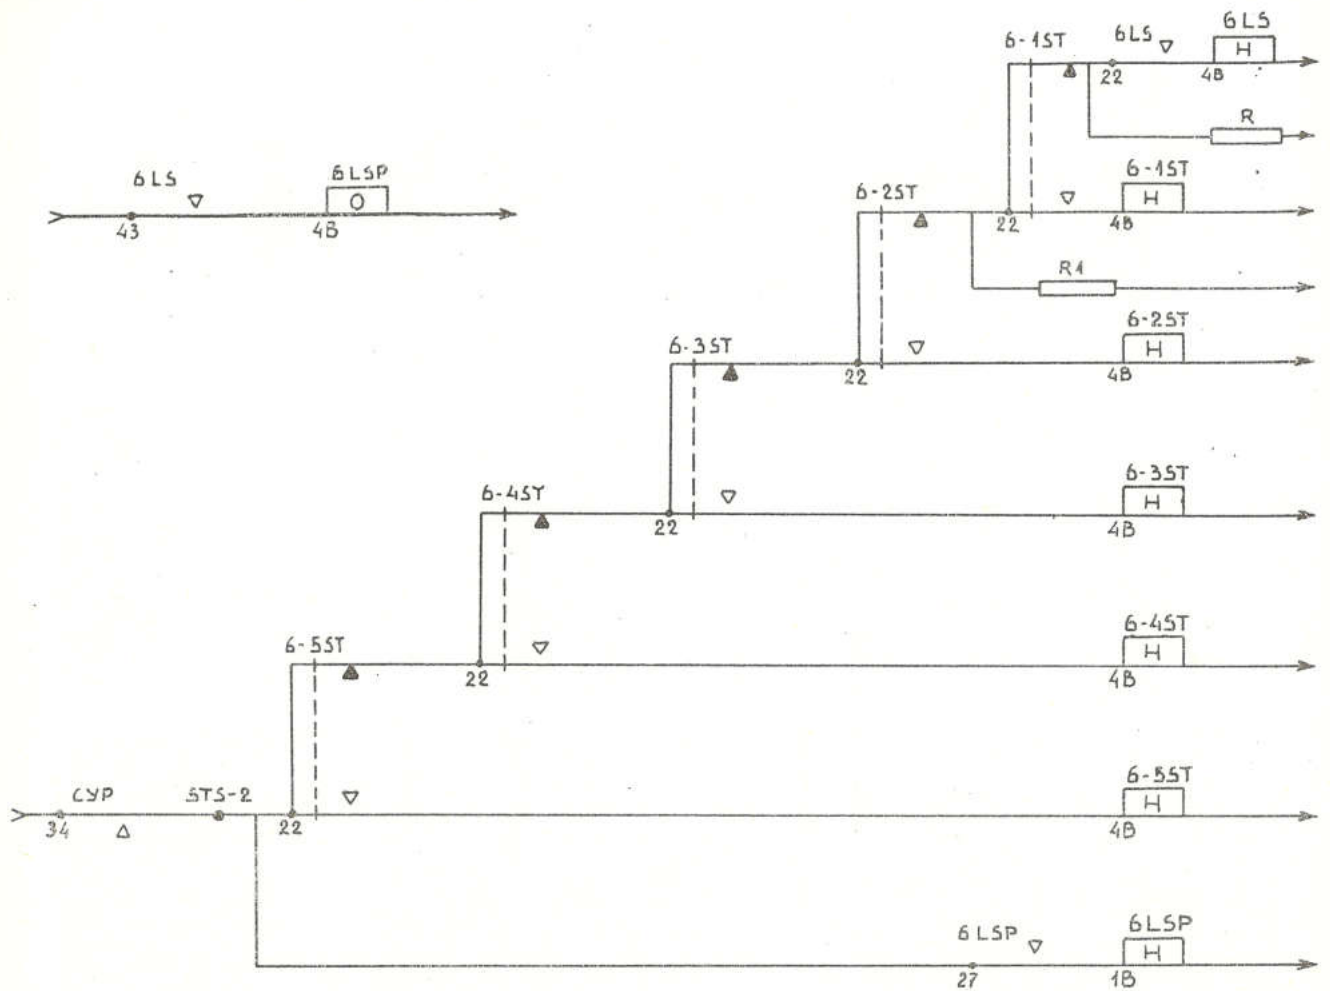 6LS
6-1ST 6LS H
22 4B
R
6LS 6LSP 6-2ST 6-1ST
O H
43 4B 22 4B
R1
6-3ST 6-2ST
H
22 4B
6-4ST 6-3ST
H
22 4B
6-5ST 6-4ST
H
22 4B
CYP STS-2 6-5ST
H
34 22 4B
6LSP 6LSP
H
27 1B